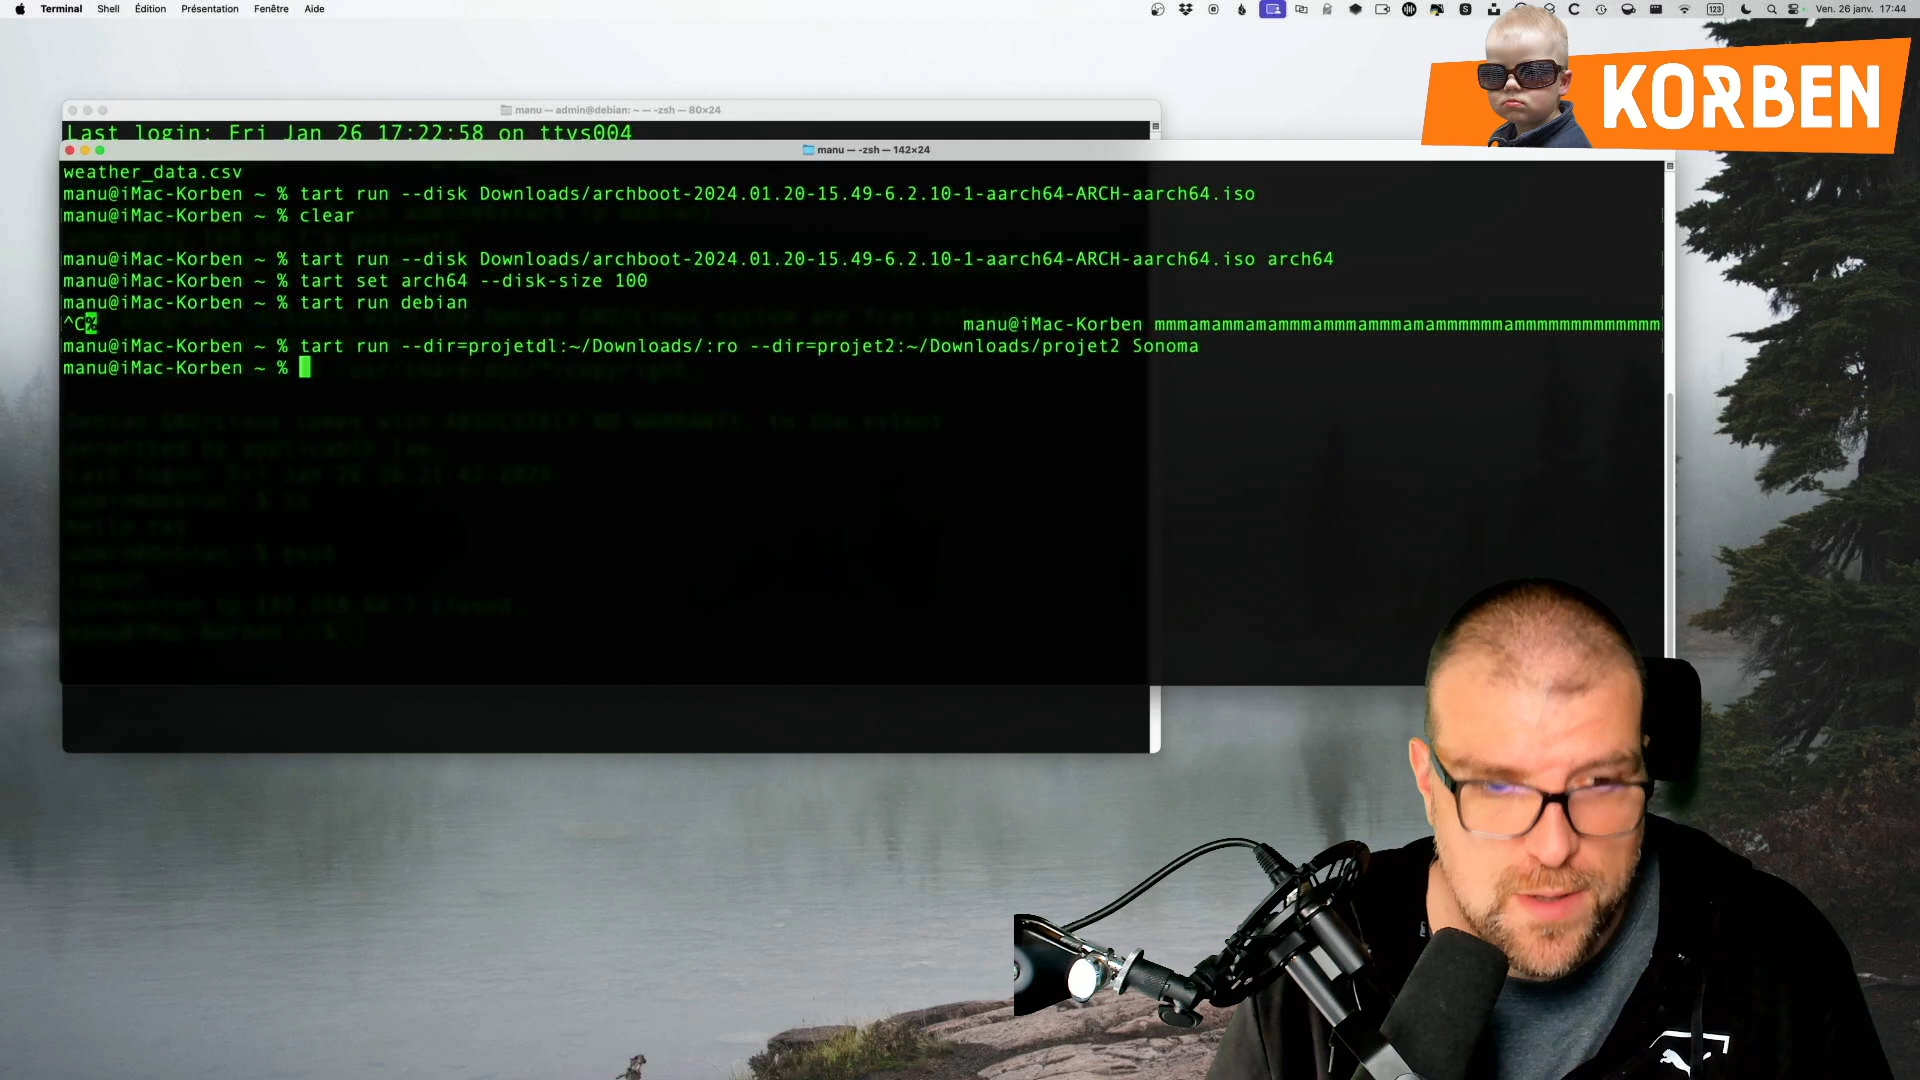 Terminal Shell Édition Présentation Fenêtre Aide
123
Ven. 26 janv. 17:44
KORBEN
manu — admin@debian: ~ — -zsh — 80×24
Last login: Fri Jan 26 17:22:58 on ttys004
manu — -zsh — 142×24
weather_data.csv
manu@iMac-Korben ~ % tart run --disk Downloads/archboot-2024.01.20-15.49-6.2.10-1-aarch64-ARCH-aarch64.iso
manu@iMac-Korben ~ % clear
manu@iMac-Korben ~ % tart run --disk Downloads/archboot-2024.01.20-15.49-6.2.10-1-aarch64-ARCH-aarch64.iso arch64
manu@iMac-Korben ~ % tart set arch64 --disk-size 100
manu@iMac-Korben ~ % tart run debian
^C%
manu@iMac-Korben
manu@iMac-Korben ~ % tart run --dir=projetdl:~/Downloads/:ro --dir=projet2:~/Downloads/projet2 Sonoma
manu@iMac-Korben ~ %